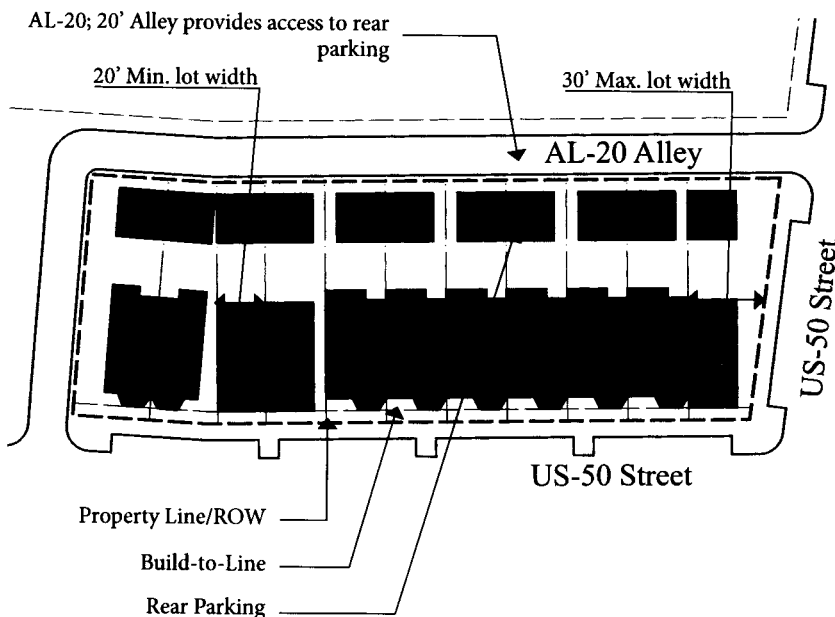 AL-20; 20’ Alley provides access to rear
parking
20’ Min. lot width
30’ Max. lot width
AL-20 Alley
US-50 Street
US-50 Street
Property Line/ROW
Build-to-Line
Rear Parking